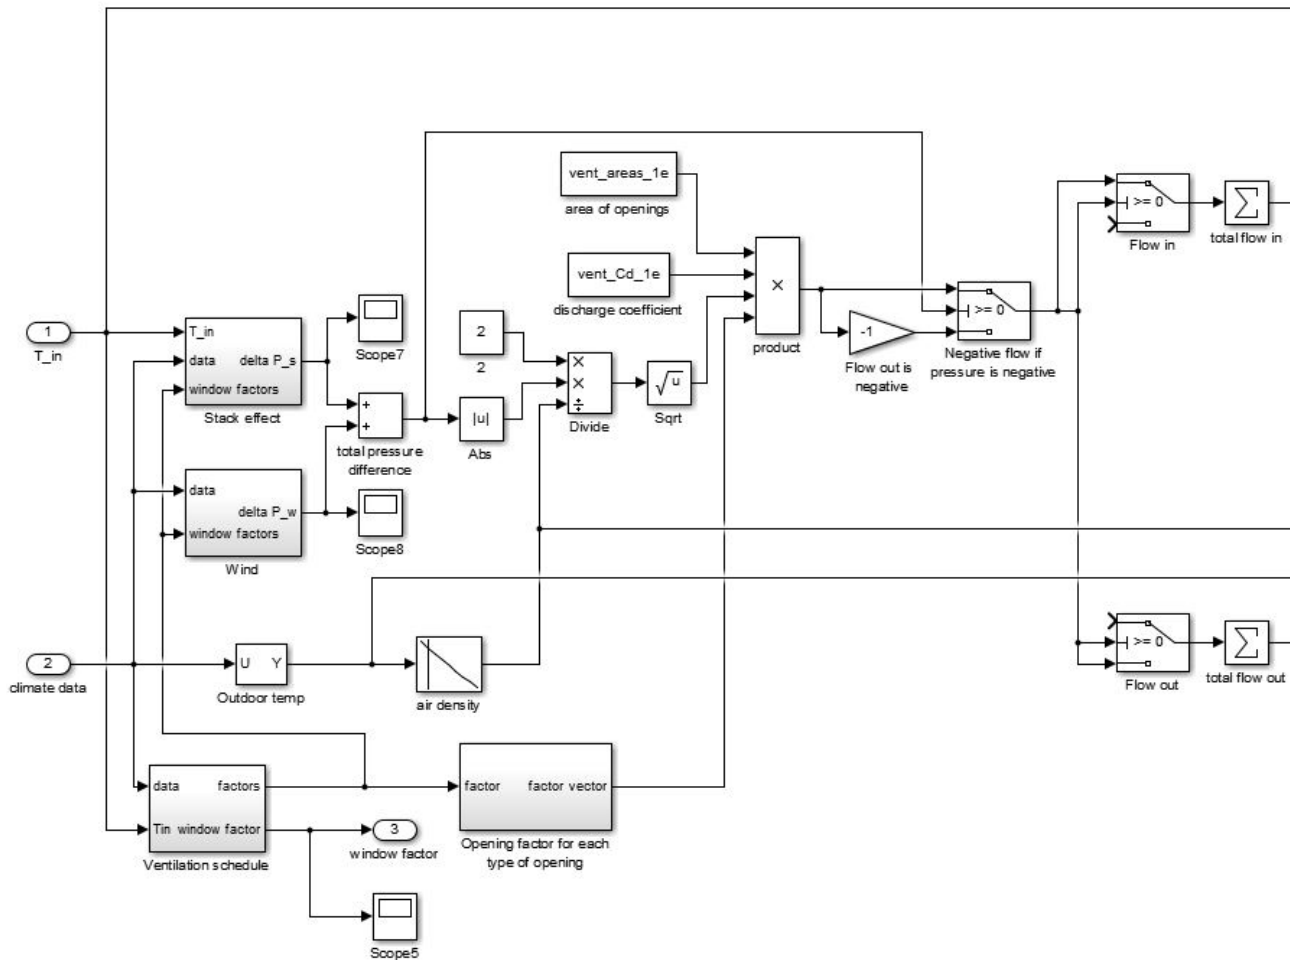 vent_areas_1e
area of openings
>= 0
Flow in
total flow in
vent_Cd_1e
discharge coefficient
×
product
-1
Flow out is
negative
>= 0
Negative flow if
pressure is negative
1
T_in
T_in
data
delta P_s
window factors
Stack effect
Scope7
2
2
×
×
÷
Divide
√u
Sqrt
+
+
total pressure
difference
|u|
Abs
data
delta P_w
window factors
Wind
Scope8
2
climate data
U
Y
Outdoor temp
air density
>= 0
Flow out
Σ
total flow out
Σ
data
factors
Tin
window factor
Ventilation schedule
3
window factor
factor
factor vector
Opening factor for each
type of opening
Scope5